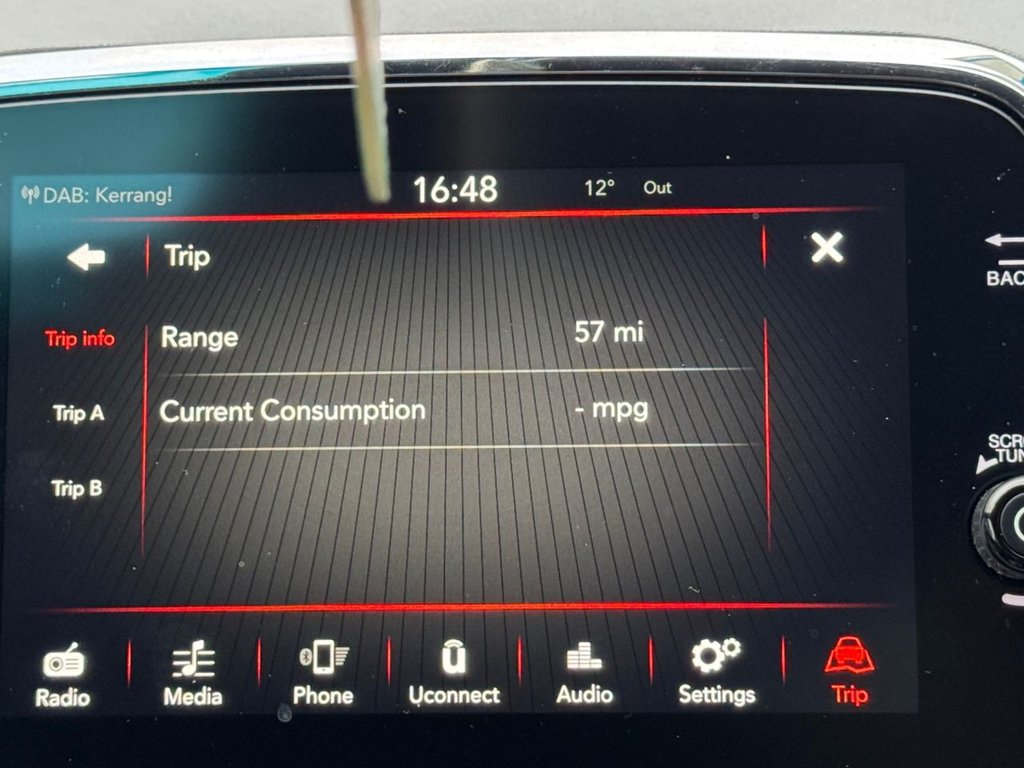 DAB: Kerrang! 16:48 12° Out
Trip
Trip info Range 57 mi
Trip A Current Consumption - mpg
Trip B
Radio Media Phone Uconnect Audio Settings Trip